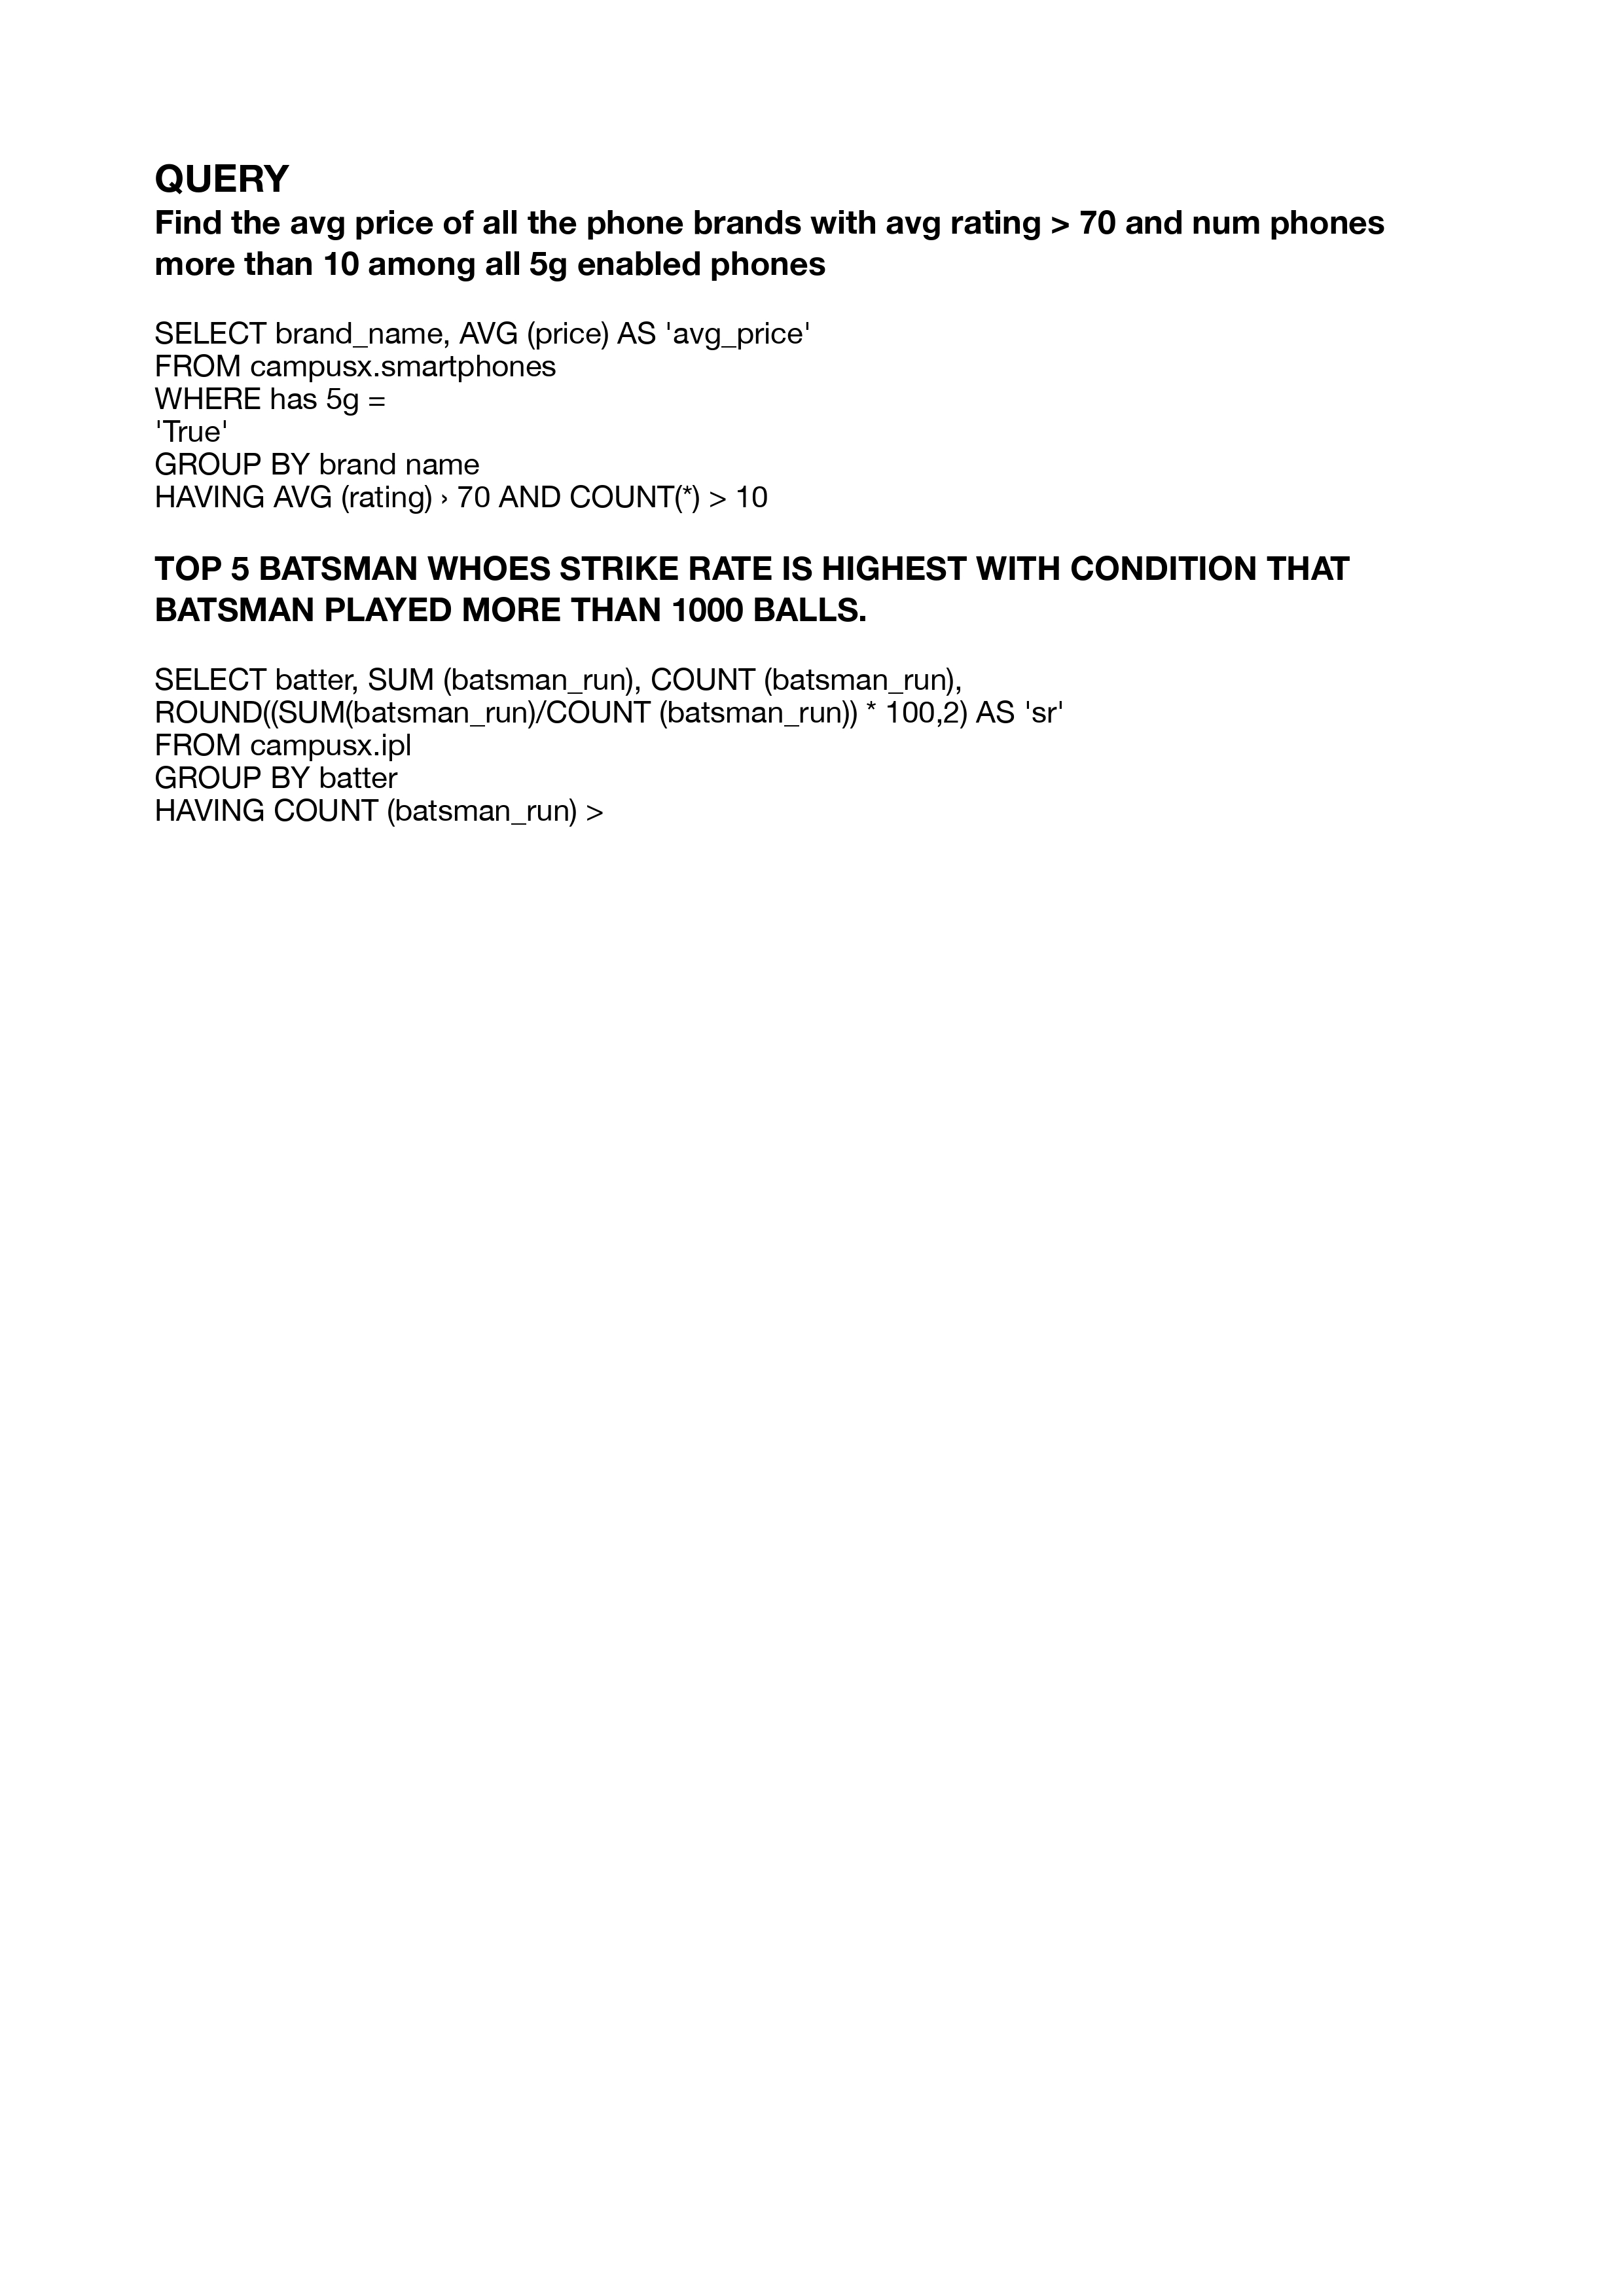 QUERY
Find the avg price of all the phone brands with avg rating > 70 and num phones
more than 10 among all 5g enabled phones
SELECT brand_name, AVG (price) AS 'avg_price'
FROM campusx.smartphones
WHERE has 5g =
'True'
GROUP BY brand name
HAVING AVG (rating) › 70 AND COUNT(*) > 10
TOP 5 BATSMAN WHOES STRIKE RATE IS HIGHEST WITH CONDITION THAT
BATSMAN PLAYED MORE THAN 1000 BALLS.
SELECT batter, SUM (batsman_run), COUNT (batsman_run),
ROUND((SUM(batsman_run)/COUNT (batsman_run)) * 100,2) AS 'sr'
FROM campusx.ipl
GROUP BY batter
HAVING COUNT (batsman_run) >